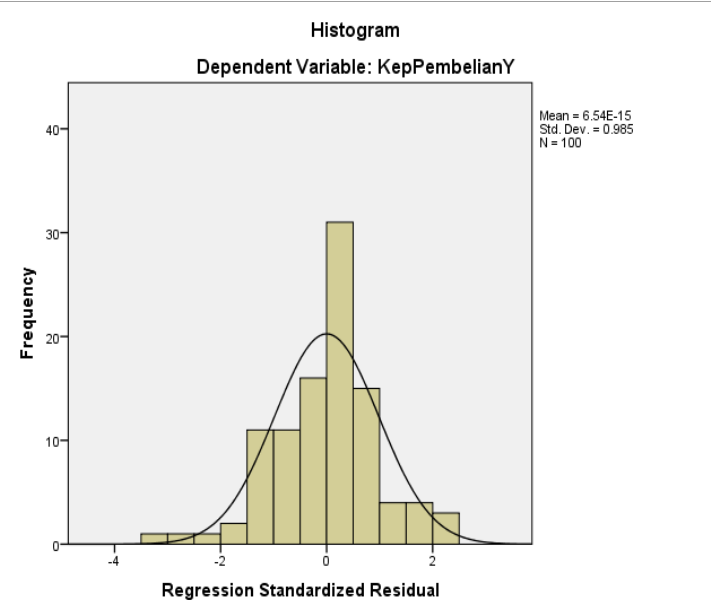 Histogram
Dependent Variable: KepPembelianY
Mean = 6.54E-15
Std. Dev. = 0.985
N = 100
40
30
20
10
0
Frequency
-4
-2
0
2
Regression Standardized Residual